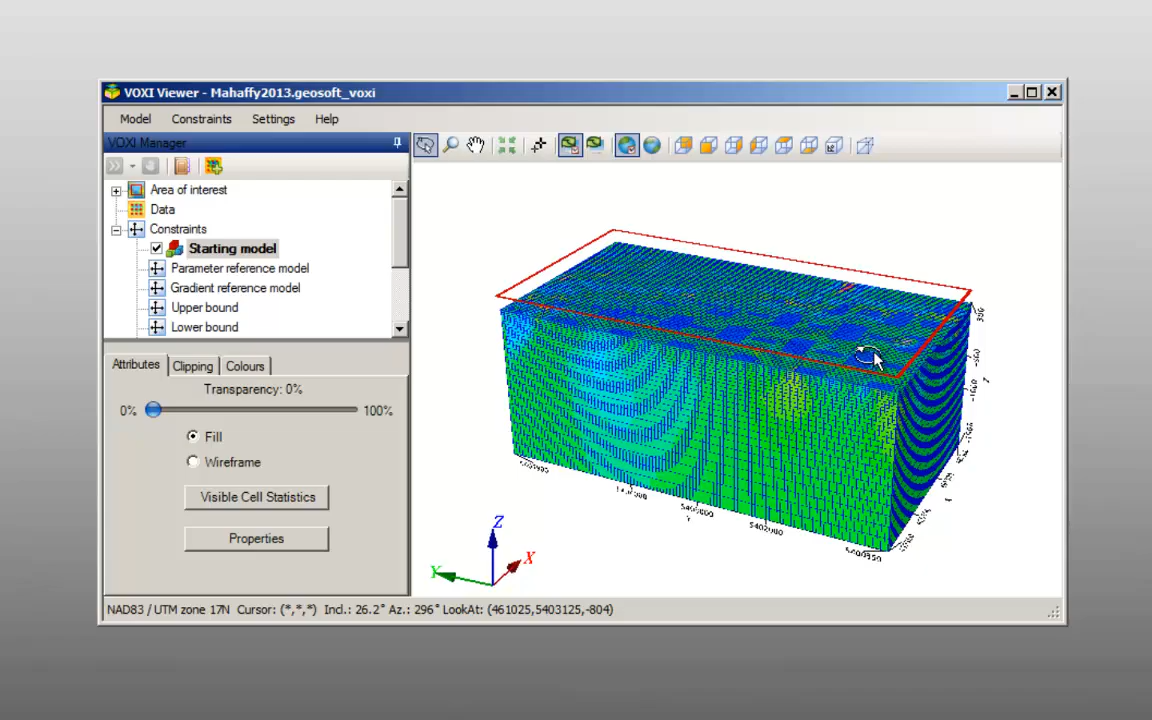 VOXI Viewer - Mahaffy2013.geosoft_voxi
Model Constraints Settings Help
VOXI Manager
Area of interest
Data
Constraints
Starting model
Parameter reference model
Gradient reference model
Upper bound
Lower bound
Attributes Clipping Colours
Transparency: 0%
0% 100%
Fill
Wireframe
Visible Cell Statistics
Properties
5402000
Z
X
Y
NAD83 / UTM zone 17N Cursor: (*,*,*) Incl.: 26.2° Az.: 296° LookAt: (461025,5403125,-804)